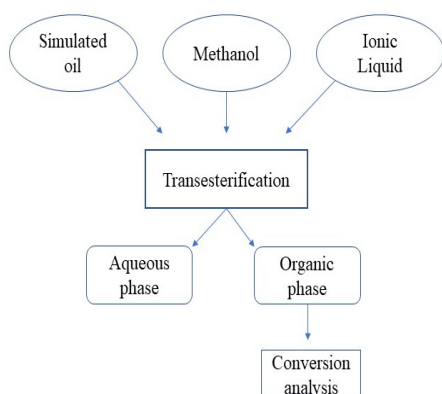 Simulated
oil
Methanol
Ionic
Liquid
Transesterification
Aqueous
phase
Organic
phase
Conversion
analysis